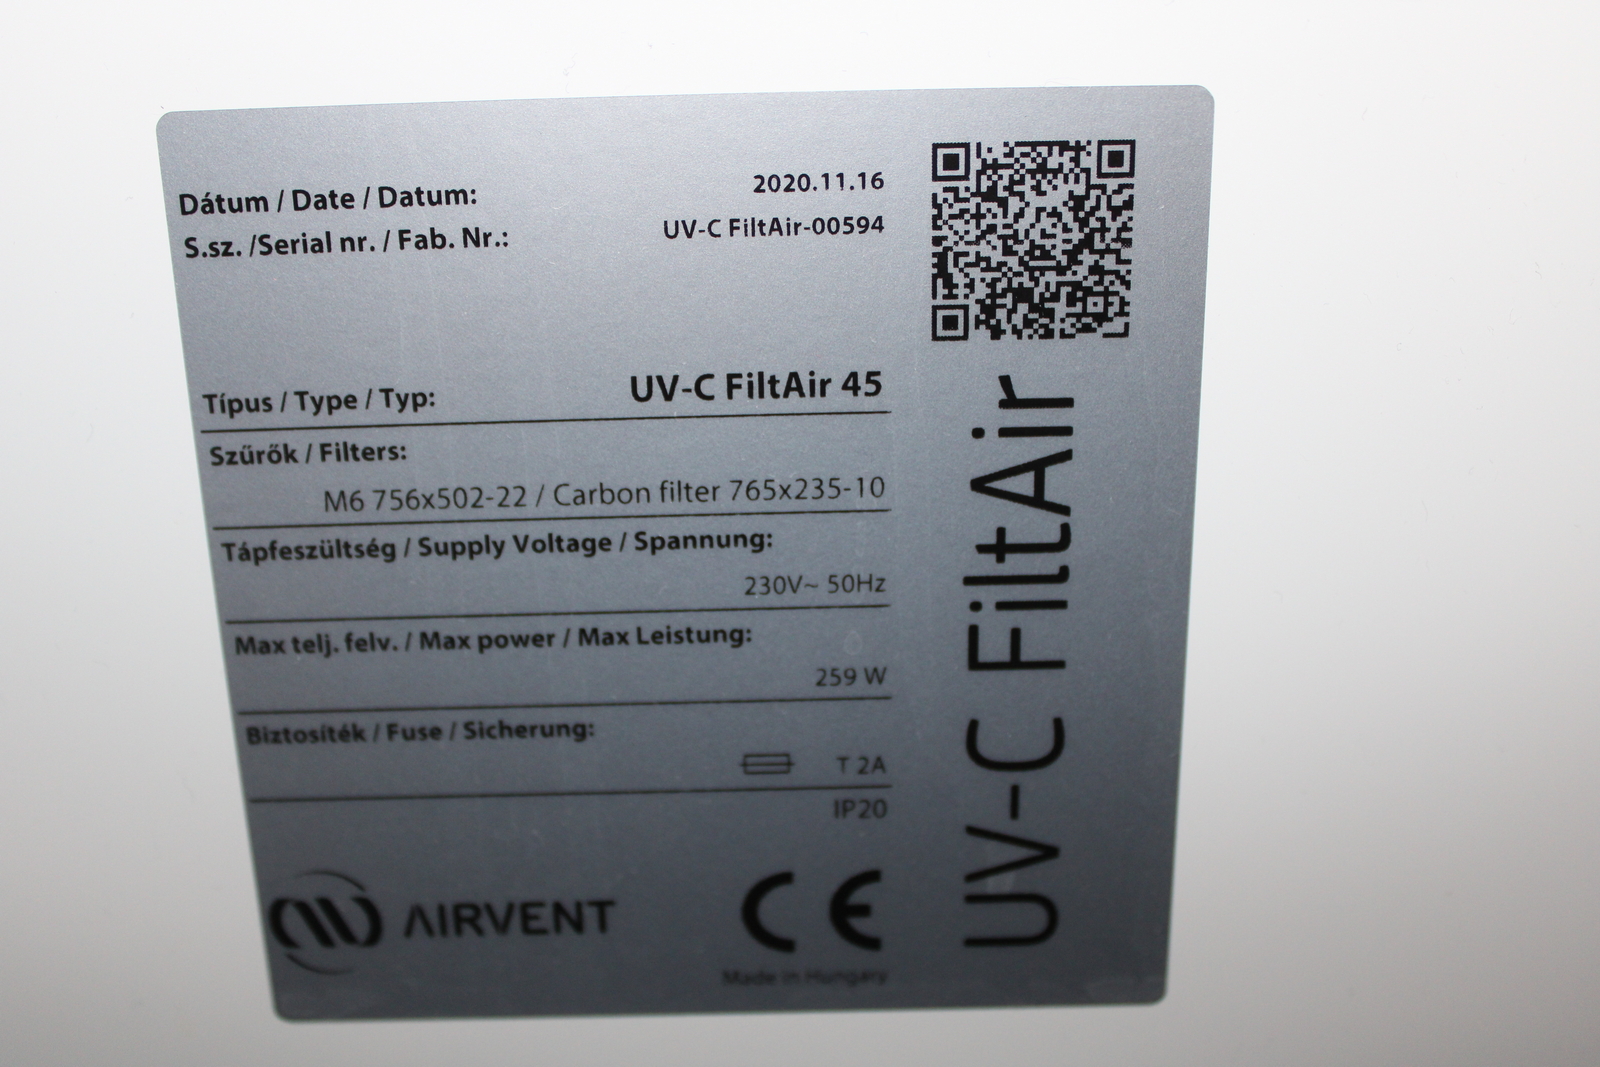 Dátum / Date / Datum: 2020.11.16
S.sz. /Serial nr. / Fab. Nr.: UV-C FiltAir-00594
Típus / Type / Typ: UV-C FiltAir 45
Szűrők / Filters:
M6 756x502-22 / Carbon filter 765x235-10
Tápfeszültség / Supply Voltage / Spannung:
230V~ 50Hz
Max telj. felv. / Max power / Max Leistung:
259 W
Biztosíték / Fuse / Sicherung:
T 2A
IP20
AIRVENT
CE
Made in Hungary
UV-C FiltAir